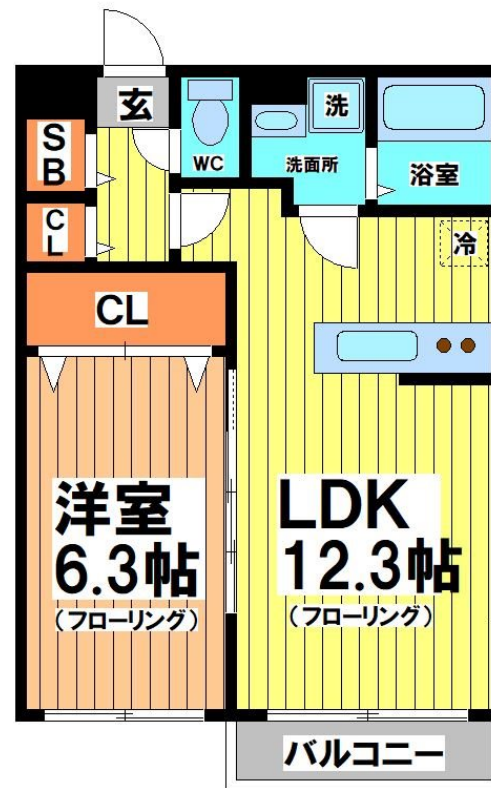 玄
SB
WC
洗
洗面所
浴室
CL
冷
CL
洋室
6.3帖
(フローリング)
LDK
12.3帖
(フローリング)
バルコニー